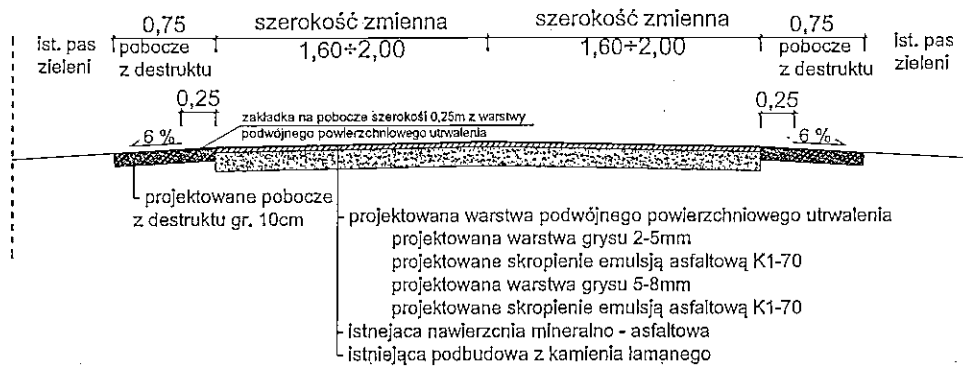 0,75 szerokość zmienna szerokość zmienna 0,75
ist. pas pobocze 1,60÷2,00 1,60÷2,00 pobocze ist. pas
zieleni z destruktu z destruktu zieleni
0,25 0,25
zakładka na pobocze szerokośi 0,25m z warstwy
podwójnego powierzchniowego utrwalenia
6 % 6 %
projektowane pobocze
z destruktu gr. 10cm
projektowana warstwa podwójnego powierzchniowego utrwalenia
projektowana warstwa grysu 2-5mm
projektowane skropienie emulsją asfaltową K1-70
projektowana warstwa grysu 5-8mm
projektowane skropienie emulsją asfaltową K1-70
istnejaca nawierzcnia mineralno - asfaltowa
istniejąca podbudowa z kamienia łamanego